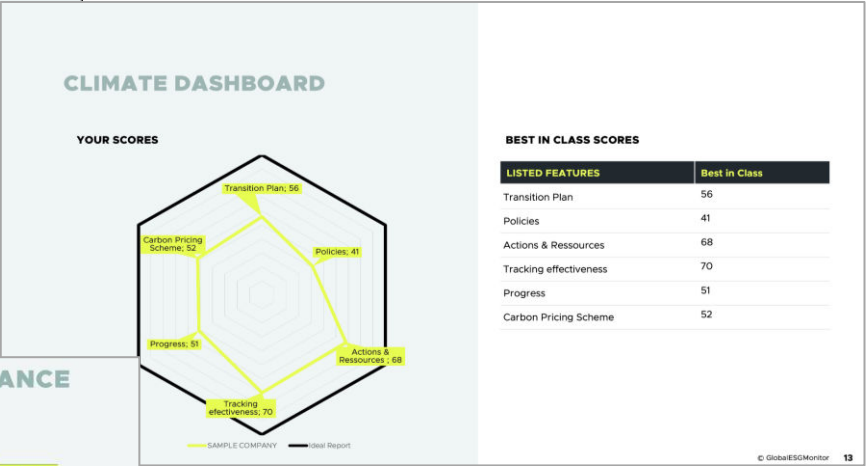 CLIMATE DASHBOARD
YOUR SCORES
Transition Plan; 56
Carbon Pricing
Scheme; 52
Policies; 41
Progress; 51
Actions &
Ressources ; 68
Tracking
efectiveness; 70
SAMPLE COMPANY
Ideal Report
BEST IN CLASS SCORES
LISTED FEATURES Best in Class
Transition Plan 56
Policies 41
Actions & Ressources 68
Tracking effectiveness 70
Progress 51
Carbon Pricing Scheme 52
ANCE
© GlobalESGMonitor 13